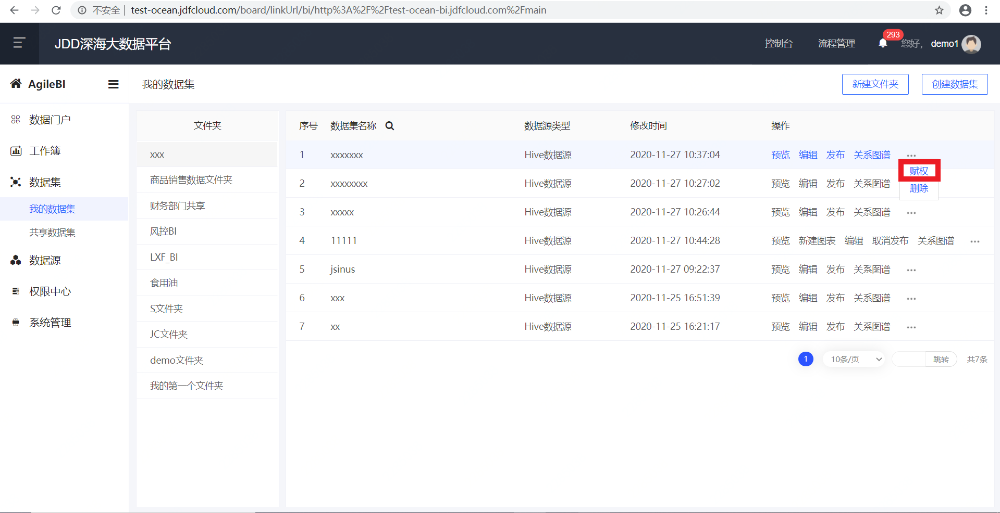 不安全 test-ocean.jdfcloud.com/board/linkUrl/bi/http%3A%2F%2Ftest-ocean-bi.jdfcloud.com%2Fmain
JDD深海大数据平台 控制台 流程管理 293 您好, demo1
AgileBI
数据门户
工作簿
数据集
我的数据集
共享数据集
数据源
权限中心
系统管理
我的数据集 新建文件夹 创建数据集
文件夹
xxx
商品销售数据文件夹
财务部门共享
风控BI
LXF_BI
食用油
S文件夹
JC文件夹
demo文件夹
我的第一个文件夹
序号 数据集名称 数据源类型 修改时间 操作
1 xxxxxxx Hive数据源 2020-11-27 10:37:04 预览 编辑 发布 关系图谱 ...
赋权
删除
2 xxxxxxxx Hive数据源 2020-11-27 10:27:02 预览 编辑 发布 关系图谱
3 xxxxx Hive数据源 2020-11-27 10:26:44 预览 编辑 发布 关系图谱 ...
4 11111 Hive数据源 2020-11-27 10:44:28 预览 新建图表 编辑 取消发布 关系图谱 ...
5 jsinus Hive数据源 2020-11-27 09:22:37 预览 编辑 发布 关系图谱 ...
6 xxx Hive数据源 2020-11-25 16:51:39 预览 编辑 发布 关系图谱 ...
7 xx Hive数据源 2020-11-25 16:21:17 预览 编辑 发布 关系图谱 ...
1 10条/页 跳转 共7条